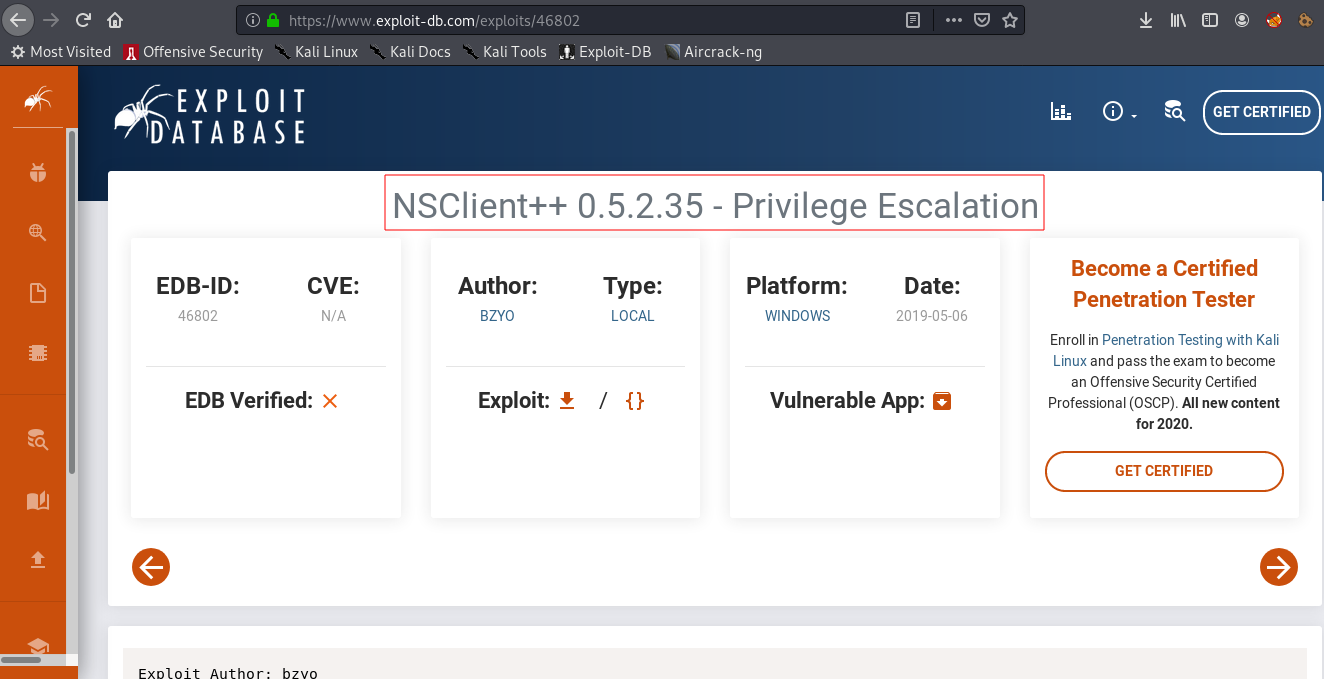 https://www.exploit-db.com/exploits/46802
Most Visited Offensive Security Kali Linux Kali Docs Kali Tools Exploit-DB Aircrack-ng
EXPLOIT
DATABASE
GET CERTIFIED
NSClient++ 0.5.2.35 - Privilege Escalation
EDB-ID:
46802
CVE:
N/A
EDB Verified:
Author:
BZYO
Type:
LOCAL
Exploit: / {}
Platform:
WINDOWS
Date:
2019-05-06
Vulnerable App:
Become a Certified
Penetration Tester
Enroll in Penetration Testing with Kali
Linux and pass the exam to become
an Offensive Security Certified
Professional (OSCP). All new content
for 2020.
GET CERTIFIED
Exploit Author: bzyo